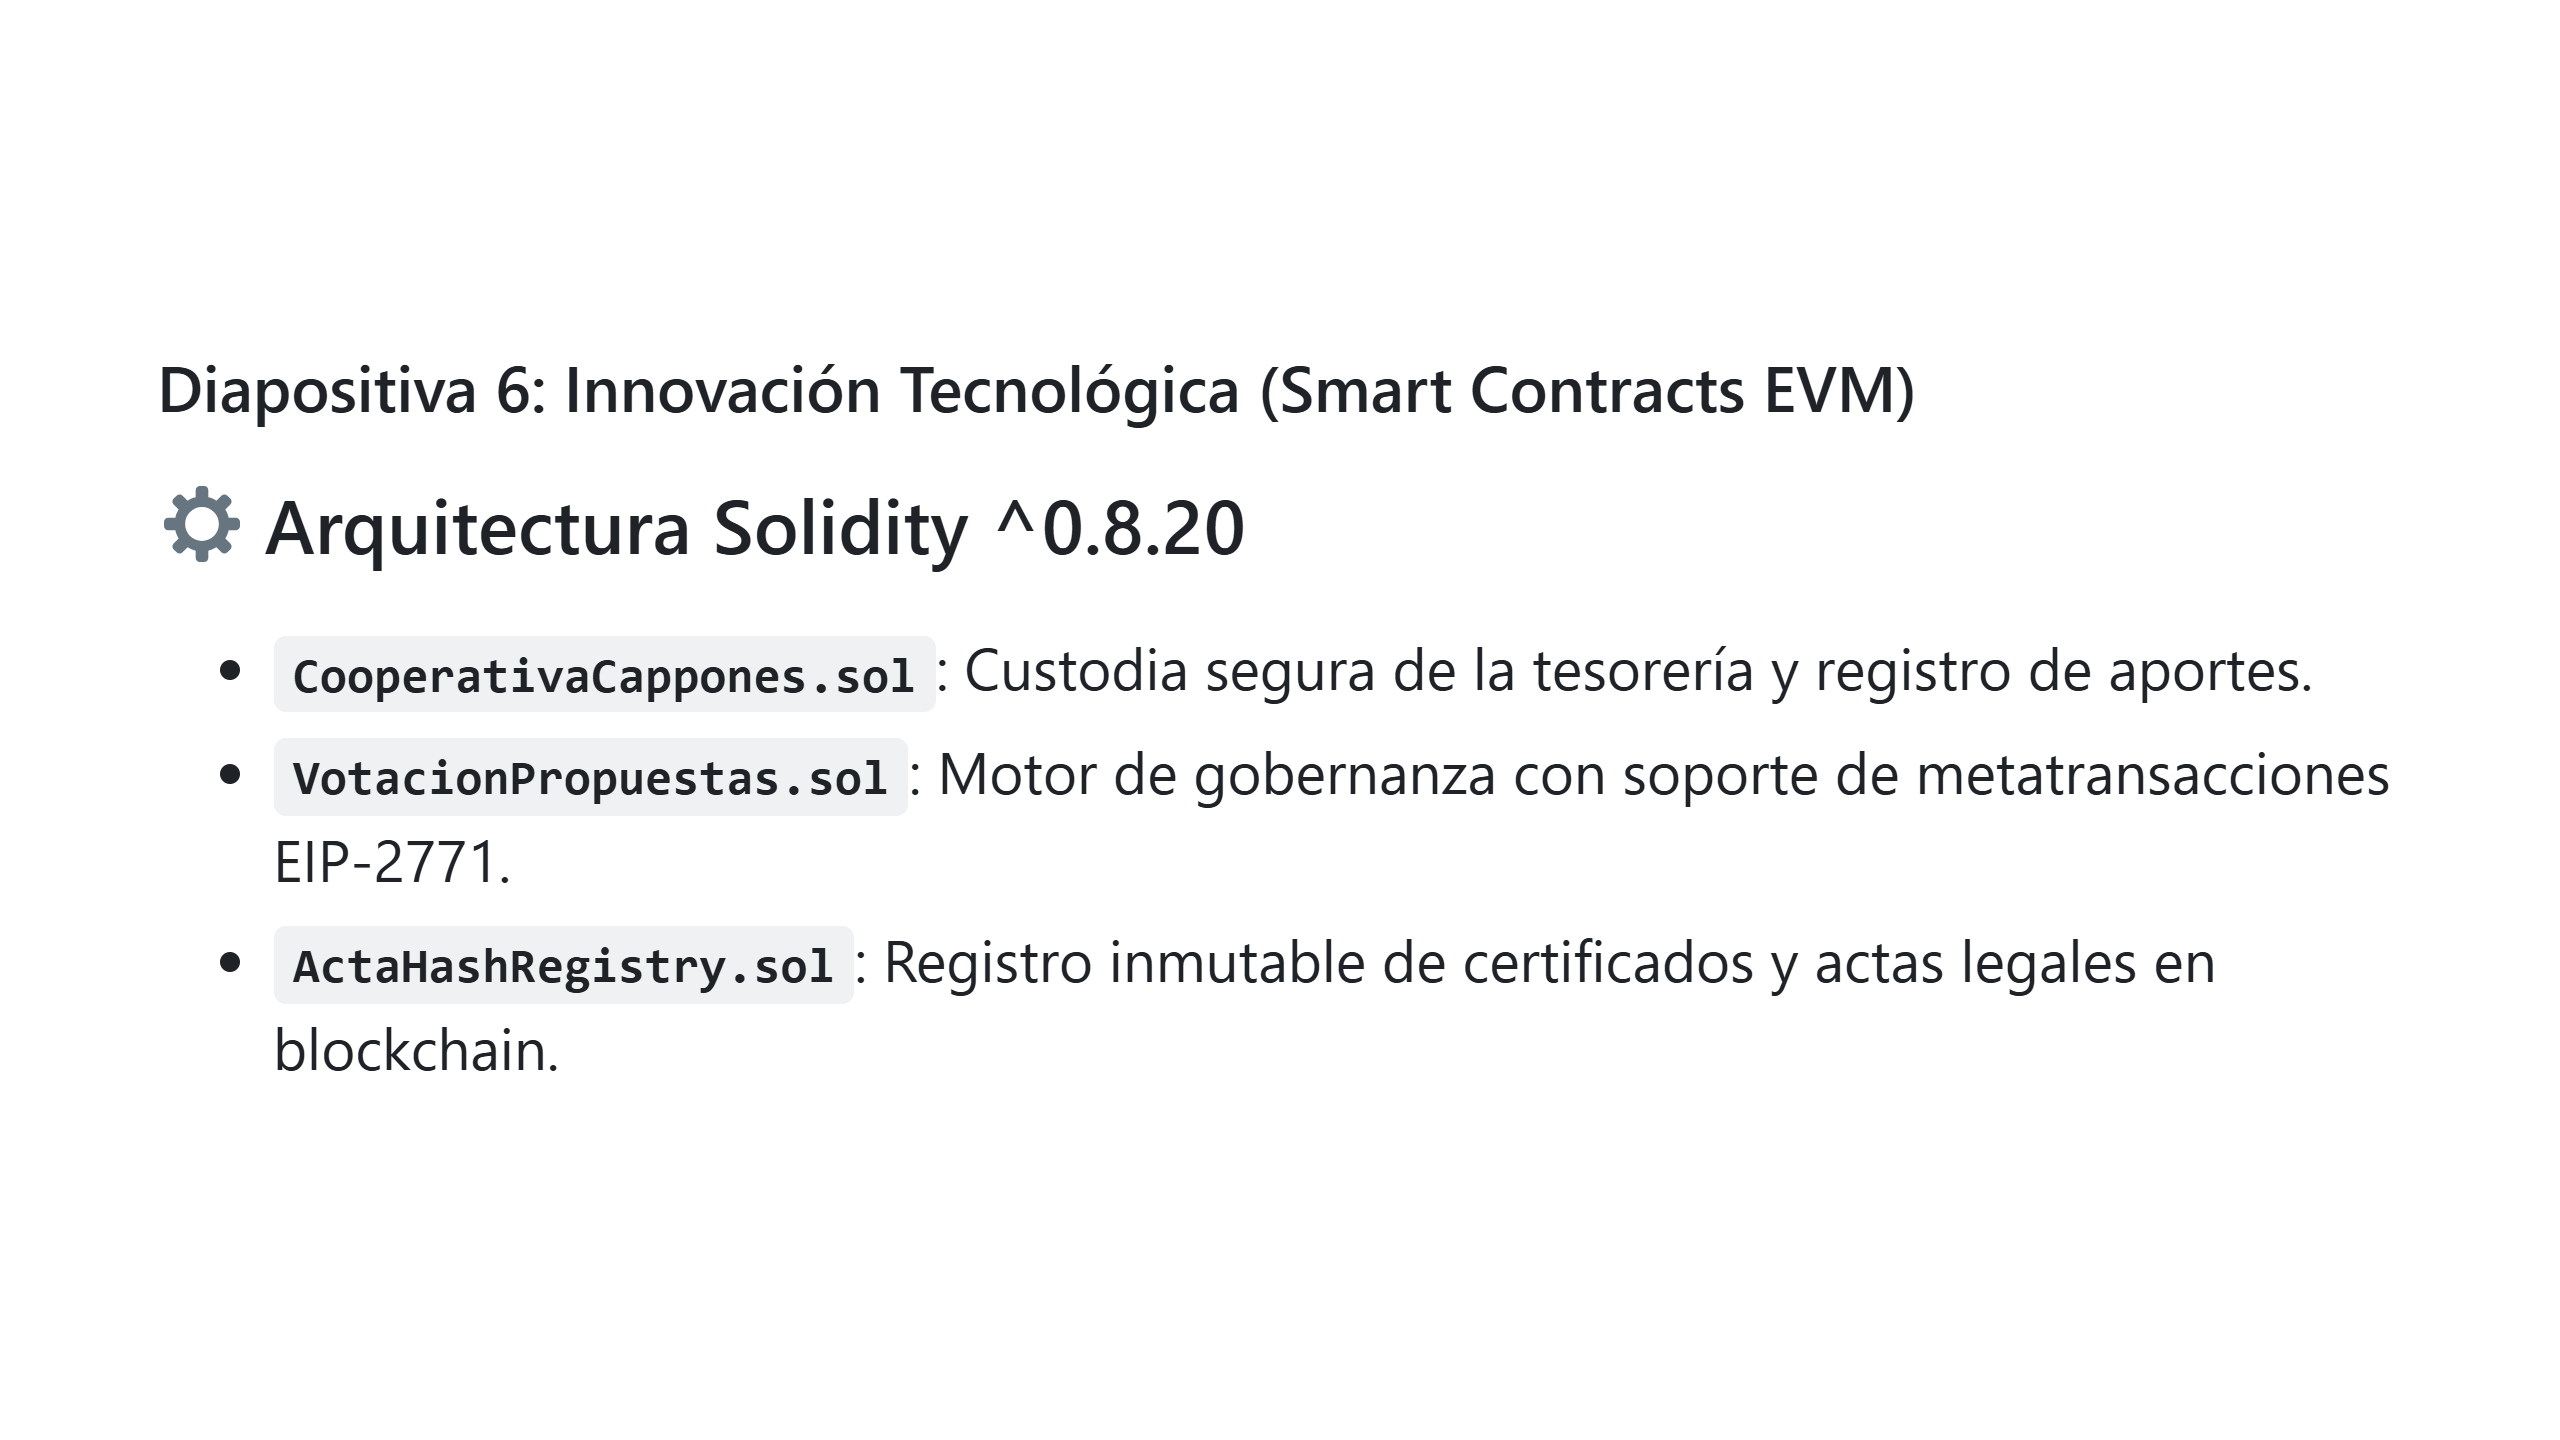 Diapositiva 6: Innovación Tecnológica (Smart Contracts EVM)
⚙️ Arquitectura Solidity ^0.8.20
• CooperativaCappones.sol: Custodia segura de la tesorería y registro de aportes.
• VotacionPropuestas.sol: Motor de gobernanza con soporte de metatransacciones
EIP-2771.
• ActaHashRegistry.sol: Registro inmutable de certificados y actas legales en
blockchain.